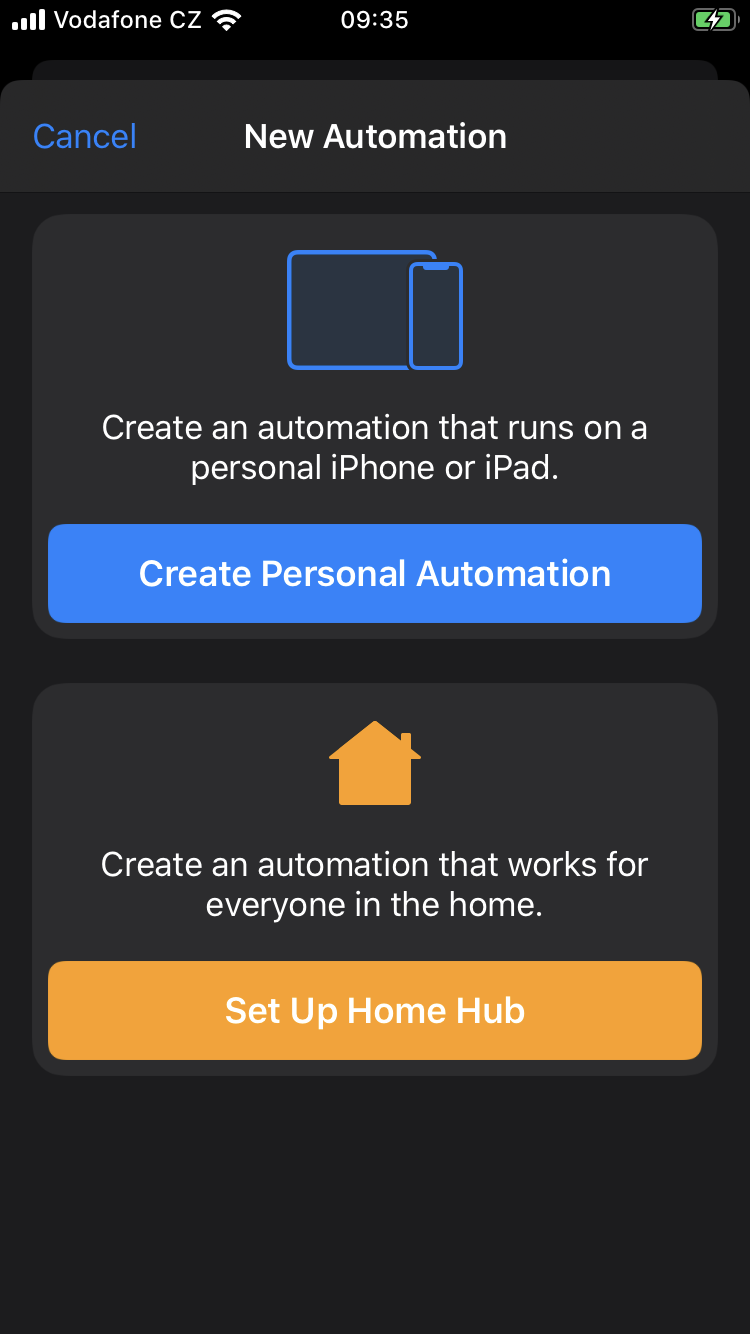 Vodafone CZ 09:35
Cancel New Automation
Create an automation that runs on a
personal iPhone or iPad.
Create Personal Automation
Create an automation that works for
everyone in the home.
Set Up Home Hub